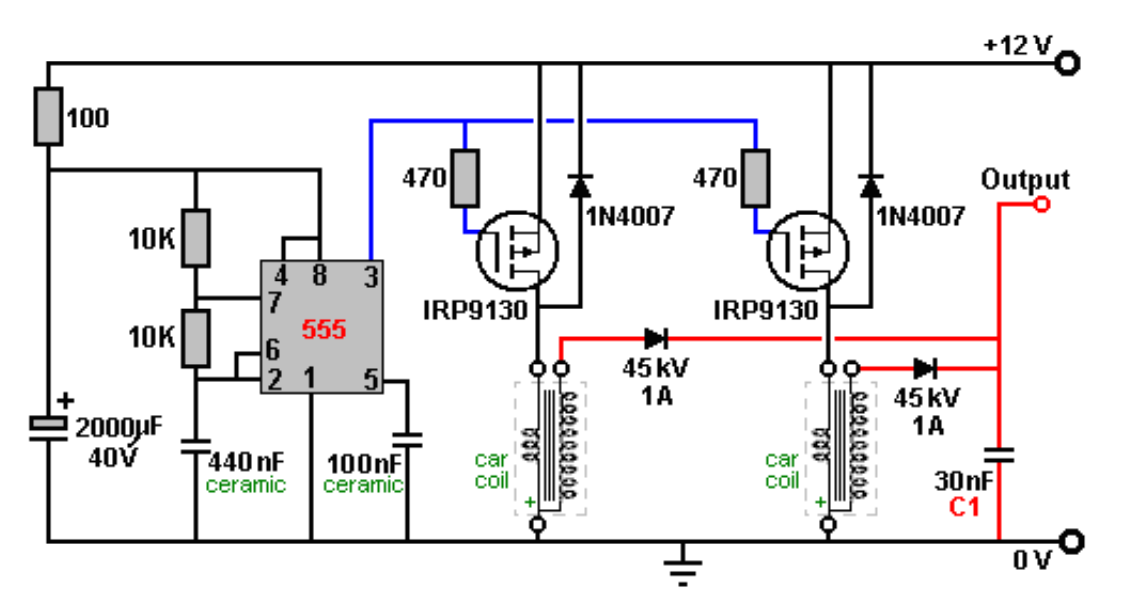 +12 V
100
470
470
Output
1N4007
1N4007
10K
4 8 3
7
IRP9130
IRP9130
10K
555
6
2 1 5
45 kV
1A
45 kV
1A
+
2000µF
40V
440 nF
ceramic
100nF
ceramic
car
coil
+
car
coil
+
30nF
C1
0 V